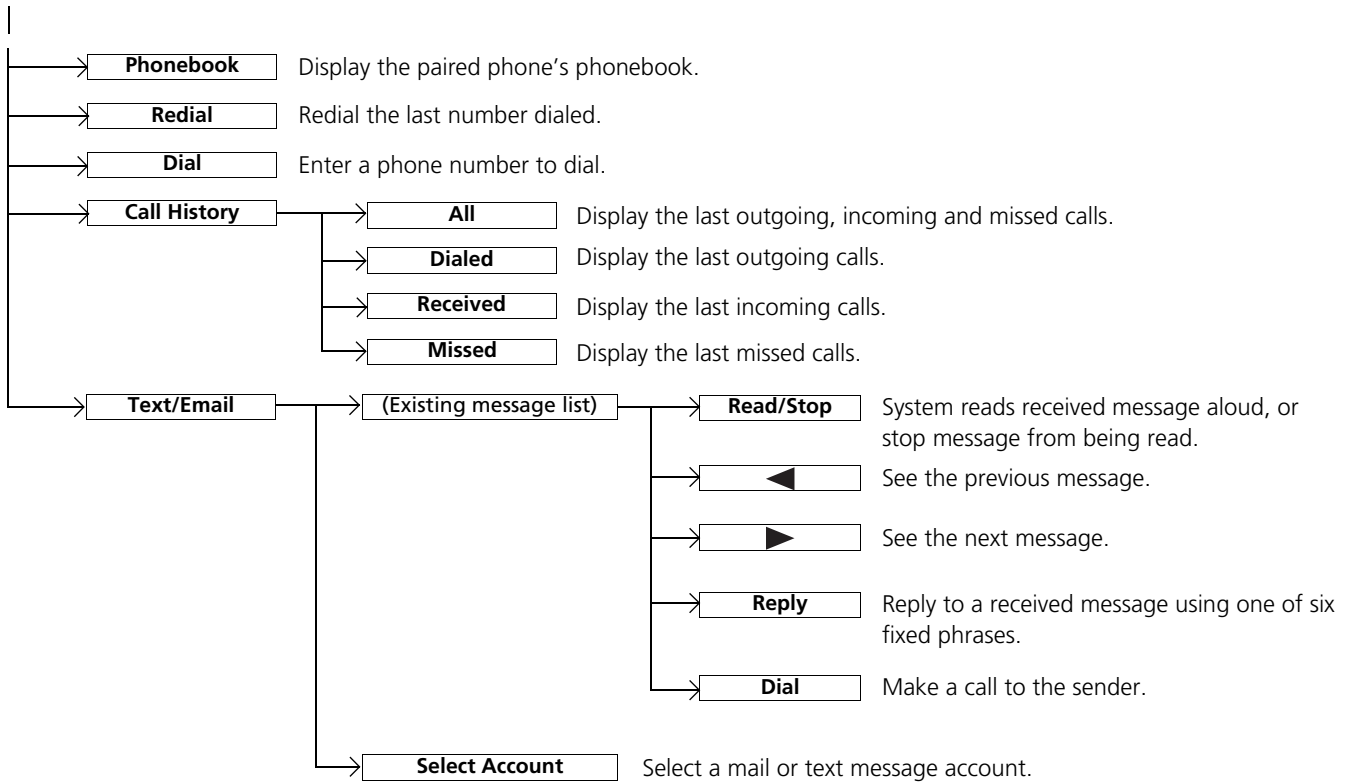 Phonebook Display the paired phone's phonebook.
Redial Redial the last number dialed.
Dial Enter a phone number to dial.
Call History All Display the last outgoing, incoming and missed calls.
Dialed Display the last outgoing calls.
Received Display the last incoming calls.
Missed Display the last missed calls.
Text/Email (Existing message list) Read/Stop System reads received message aloud, or
stop message from being read.
See the previous message.
See the next message.
Reply Reply to a received message using one of six
fixed phrases.
Dial Make a call to the sender.
Select Account Select a mail or text message account.